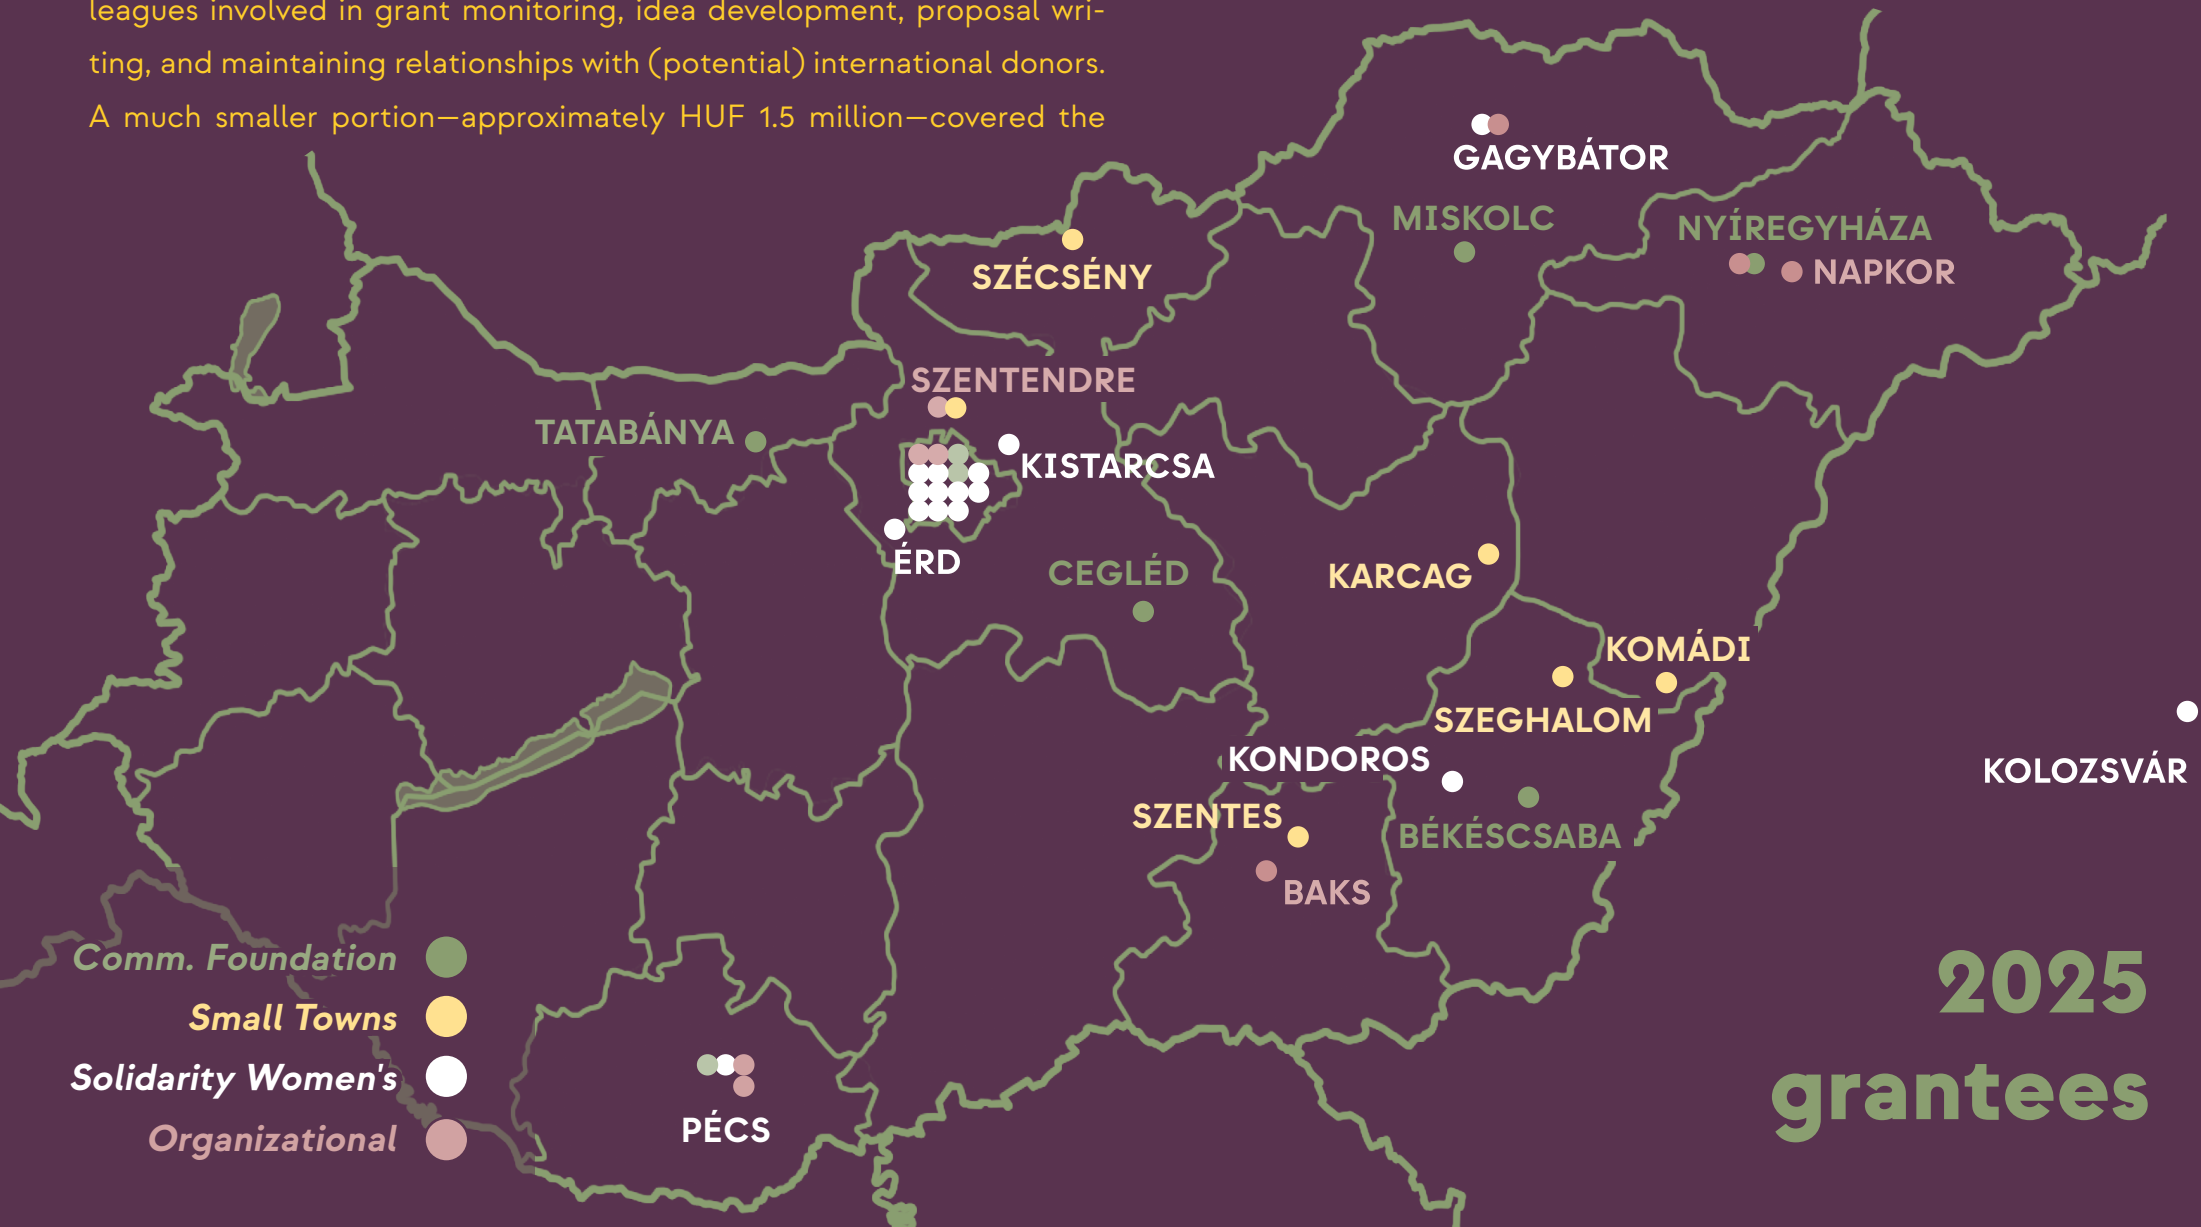 leagues involved in grant monitoring, idea development, proposal wri-
ting, and maintaining relationships with (potential) international donors.
A much smaller portion—approximately HUF 1.5 million—covered the
GAGYBÁTOR
MISKOLC
NYÍREGYHÁZA
NAPKOR
SZÉCSÉNY
SZENTENDRE
TATABÁNYA
KISTARCSA
ÉRD
CEGLÉD
KARCAG
KOMÁDI
SZEGHALOM
KONDOROS
KOLOZSVÁR
SZENTES
BÉKÉSCSABA
BAKS
Comm. Foundation
Small Towns
Solidarity Women's
Organizational
PÉCS
2025
grantees